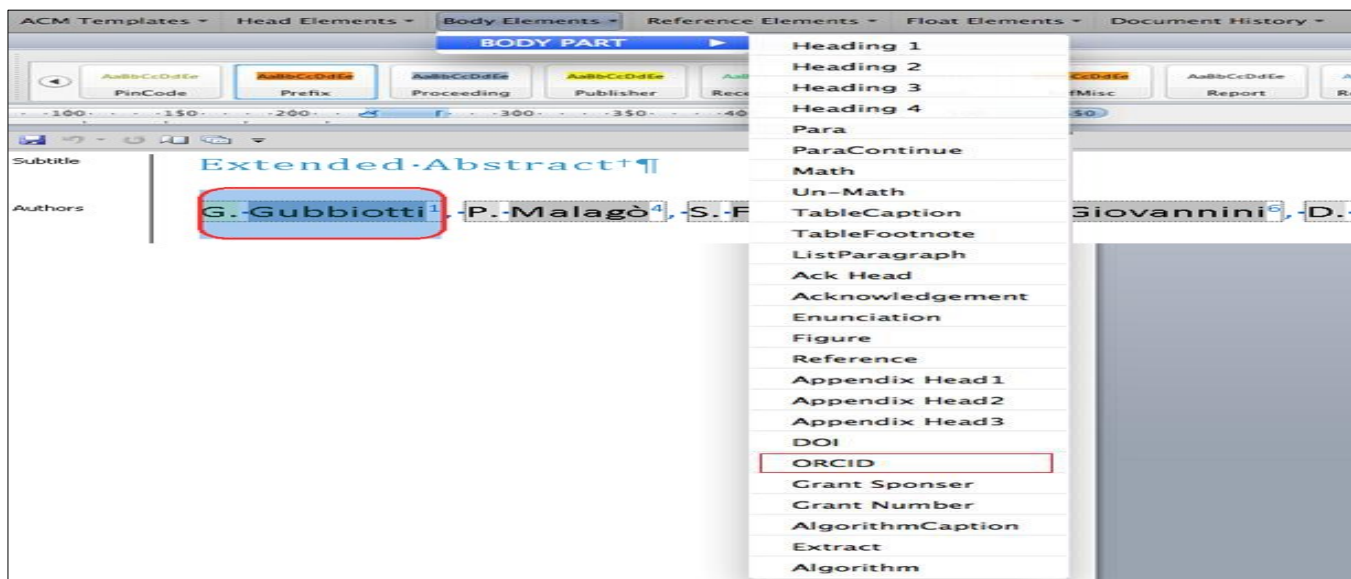 ACM Templates Head Elements Body Elements Reference Elements Float Elements Document History
BODY PART
AaBbCcDdEe AaBbCcDdEe AaBbCcDdEe AaBbCcDdEe AaBbCcDdEe
PinCode Prefix Proceeding Publisher Report
100 150 200 300 350
Subtitle
Extended·Abstract†¶
Authors
G.·Gubbiotti1,·P.·Malagò4,·S.·F Giovannini6,·D.
Heading 1
Heading 2
Heading 3
Heading 4
Para
ParaContinue
Math
Un-Math
TableCaption
TableFootnote
ListParagraph
Ack Head
Acknowledgement
Enunciation
Figure
Reference
Appendix Head1
Appendix Head2
Appendix Head3
DOI
ORCID
Grant Sponser
Grant Number
AlgorithmCaption
Extract
Algorithm